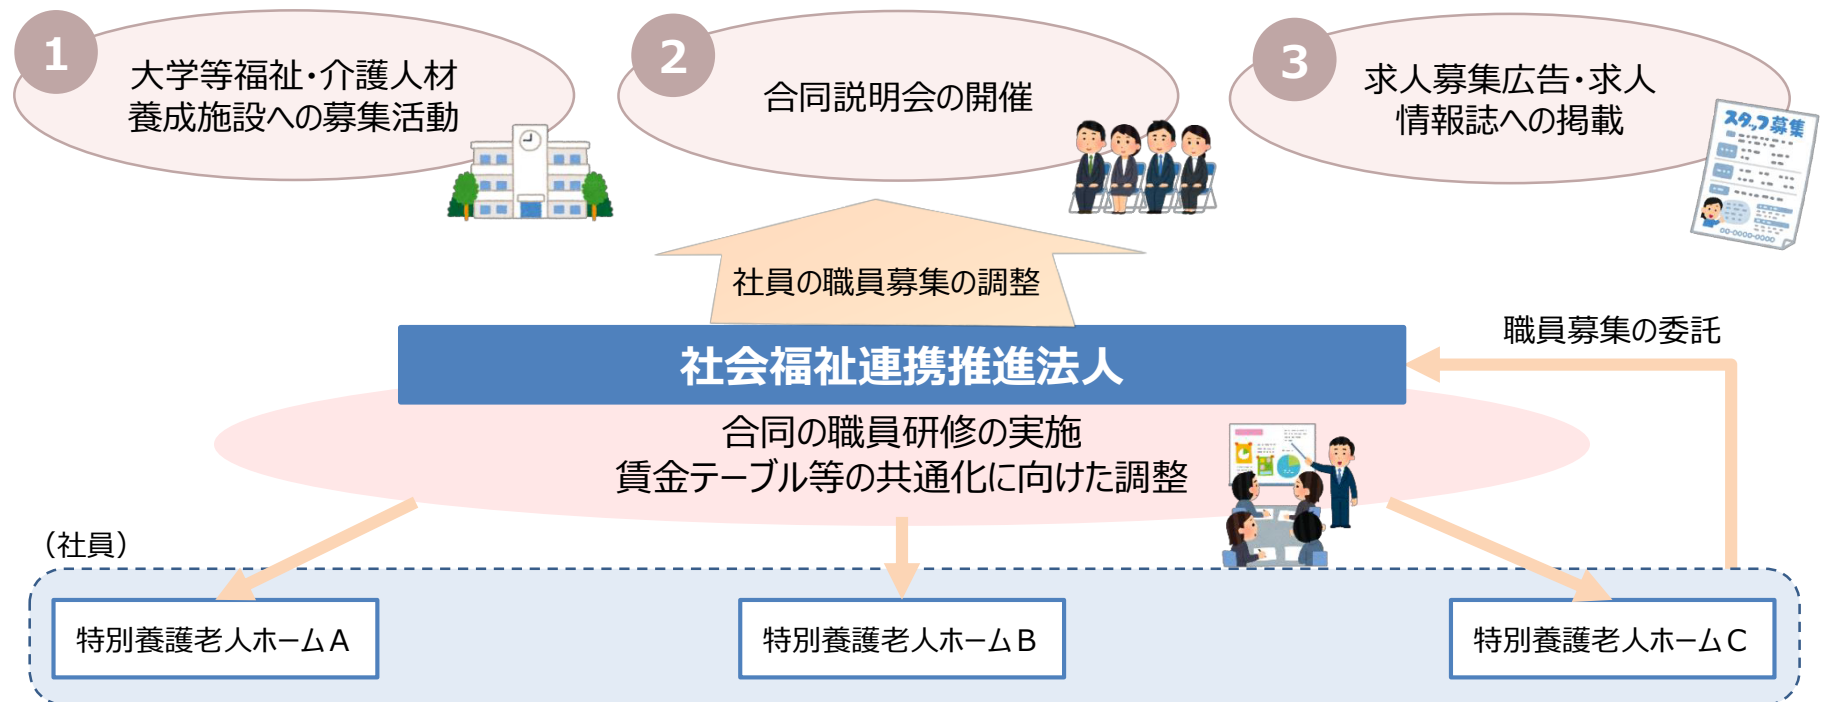 1
大学等福祉・介護人材
養成施設への募集活動
2
合同説明会の開催
3
求人募集広告・求人
情報誌への掲載
スタッフ募集
00-0000-0000
社員の職員募集の調整
職員募集の委託
社会福祉連携推進法人
合同の職員研修の実施
賃金テーブル等の共通化に向けた調整
（社員）
特別養護老人ホームＡ
特別養護老人ホームＢ
特別養護老人ホームＣ